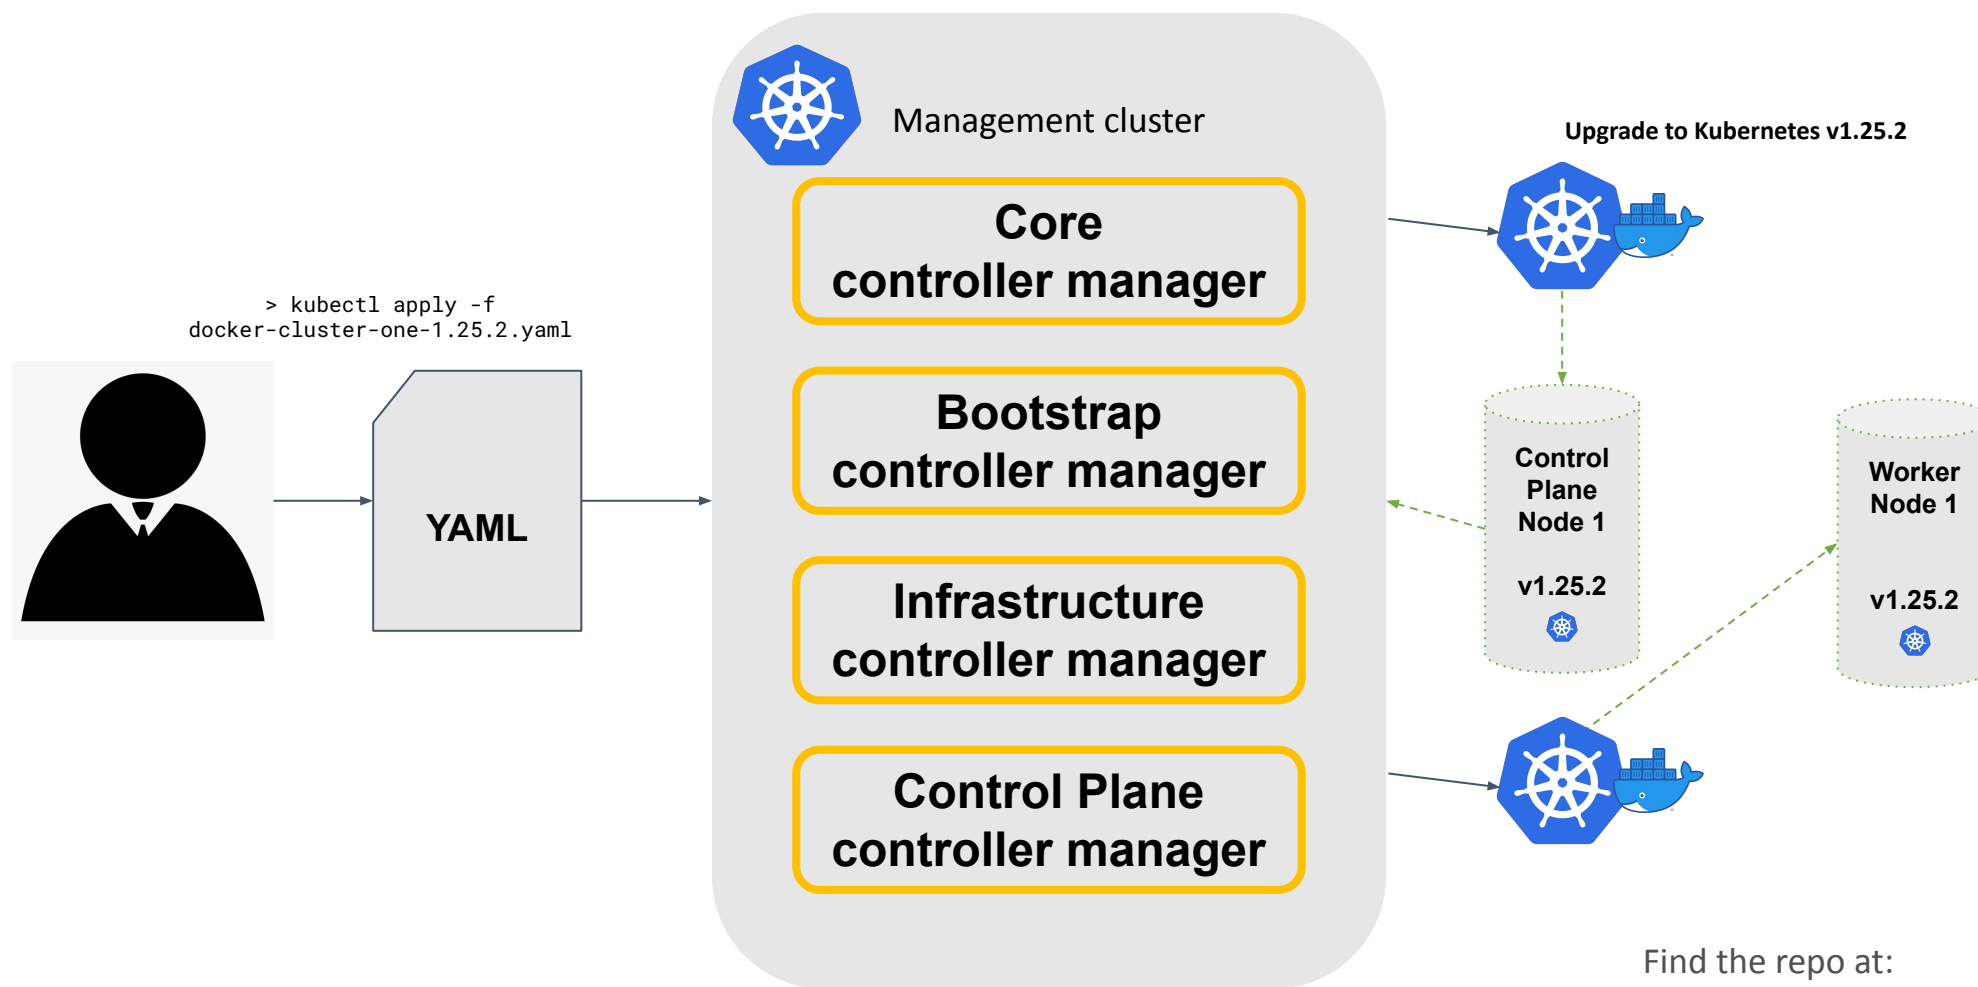 Management cluster
Upgrade to Kubernetes v1.25.2
> kubectl apply -f
docker-cluster-one-1.25.2.yaml
YAML
Core
controller manager
Bootstrap
controller manager
Infrastructure
controller manager
Control Plane
controller manager
Control
Plane
Node 1
v1.25.2
Worker
Node 1
v1.25.2
Find the repo at: